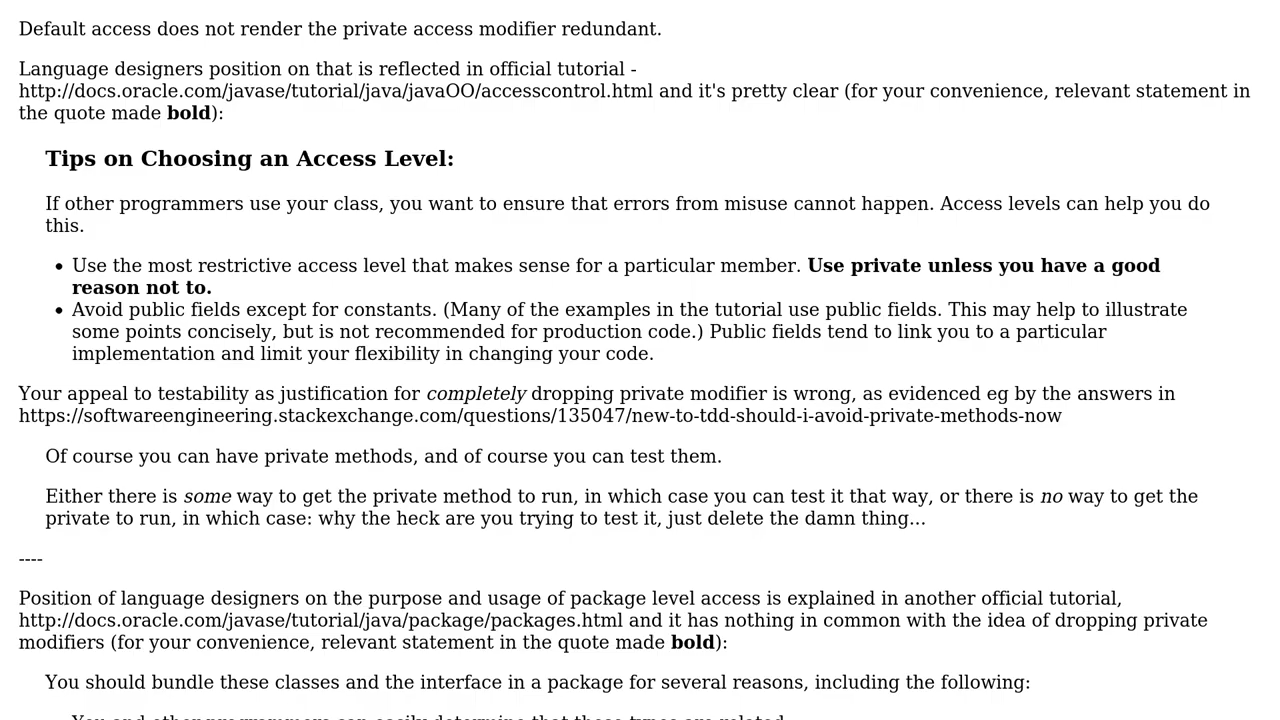 Default access does not render the private access modifier redundant.
Language designers position on that is reflected in official tutorial -
http://docs.oracle.com/javase/tutorial/java/javaOO/accesscontrol.html and it's pretty clear (for your convenience, relevant statement in
the quote made bold):
Tips on Choosing an Access Level:
If other programmers use your class, you want to ensure that errors from misuse cannot happen. Access levels can help you do
this.
• Use the most restrictive access level that makes sense for a particular member. Use private unless you have a good
reason not to.
• Avoid public fields except for constants. (Many of the examples in the tutorial use public fields. This may help to illustrate
some points concisely, but is not recommended for production code.) Public fields tend to link you to a particular
implementation and limit your flexibility in changing your code.
Your appeal to testability as justification for completely dropping private modifier is wrong, as evidenced eg by the answers in
https://softwareengineering.stackexchange.com/questions/135047/new-to-tdd-should-i-avoid-private-methods-now
Of course you can have private methods, and of course you can test them.
Either there is some way to get the private method to run, in which case you can test it that way, or there is no way to get the
private to run, in which case: why the heck are you trying to test it, just delete the damn thing...
----
Position of language designers on the purpose and usage of package level access is explained in another official tutorial,
http://docs.oracle.com/javase/tutorial/java/package/packages.html and it has nothing in common with the idea of dropping private
modifiers (for your convenience, relevant statement in the quote made bold):
You should bundle these classes and the interface in a package for several reasons, including the following:
You and other programmers can easily determine that these types are related